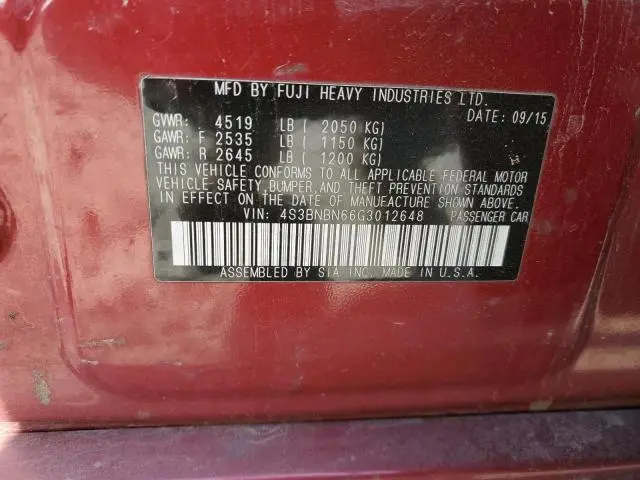 MFD BY FUJI HEAVY INDUSTRIES LTD.
DATE: 09/15
GVWR: 4519 LB ( 2050 KG)
GAWR: F 2535 LB ( 1150 KG)
GAWR: R 2645 LB ( 1200 KG)
THIS VEHICLE CONFORMS TO ALL APPLICABLE FEDERAL MOTOR
VEHICLE SAFETY, BUMPER, AND THEFT PREVENTION STANDARDS
IN EFFECT ON THE DATE OF MANUFACTURE SHOWN ABOVE.
VIN: 4S3BNBN66G3012648 PASSENGER CAR
ASSEMBLED BY SIA INC. MADE IN U.S.A.